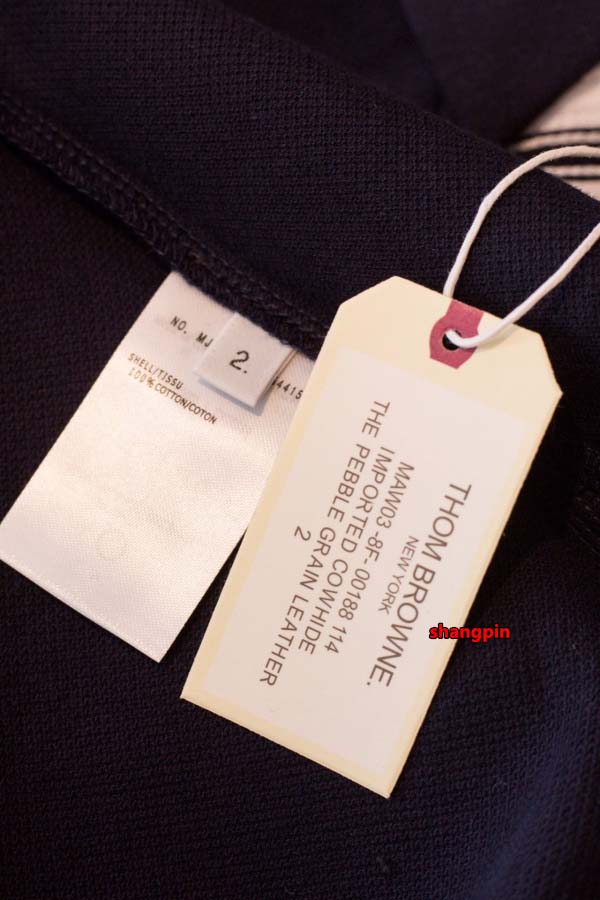 NO. MJ
2.
4415
SHELL/TISSU
100% COTTON/COTON
THOM BROWNE.
NEW YORK
MAW03-8F-00188 114
IMPORTED COWHIDE
THE PEBBLE GRAIN LEATHER
2
shangpin